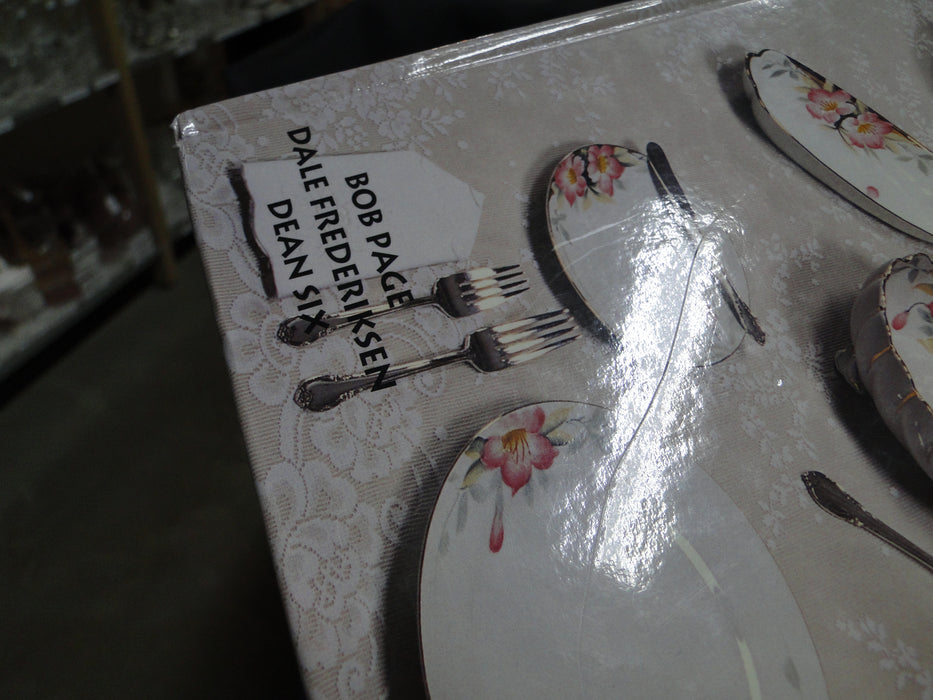 BOB PAGE
DALE FREDERIKSEN
DEAN SIX